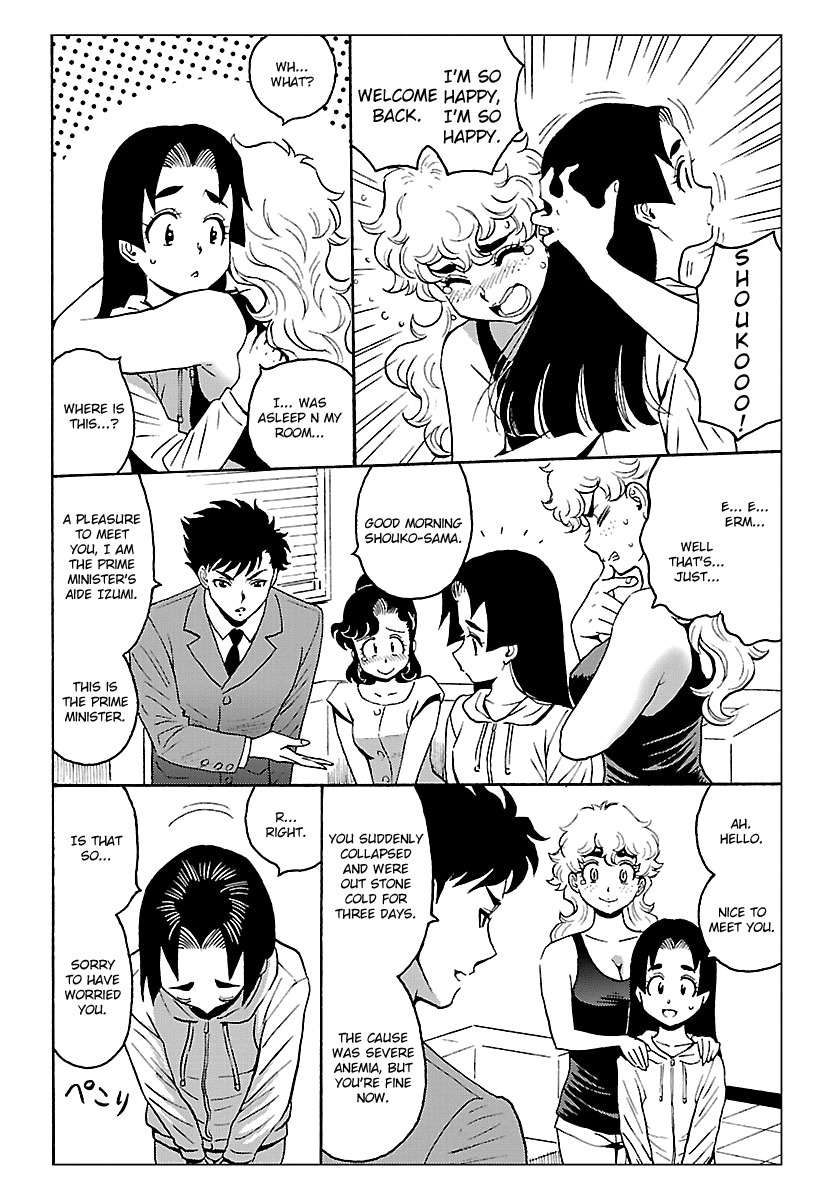 I'M SO
HAPPY,
I'M SO
HAPPY.
WELCOME
BACK.
SHOUKOOO!
WH...
WHAT?
I... WAS
ASLEEP N MY
ROOM...
WHERE IS
THIS...?
E... E...
ERM...
WELL
THAT'S...
JUST...
GOOD MORNING
SHOUKO-SAMA.
A PLEASURE
TO MEET
YOU, I AM
THE PRIME
MINISTER'S
AIDE IZUMI.
THIS IS
THE PRIME
MINISTER.
AH.
HELLO.
NICE TO
MEET YOU.
YOU SUDDENLY
COLLAPSED
AND WERE
OUT STONE
COLD FOR
THREE DAYS.
THE CAUSE
WAS SEVERE
ANEMIA, BUT
YOU'RE FINE
NOW.
R...
RIGHT.
IS THAT
SO...
SORRY
TO HAVE
WORRIED
YOU.
ぺこり